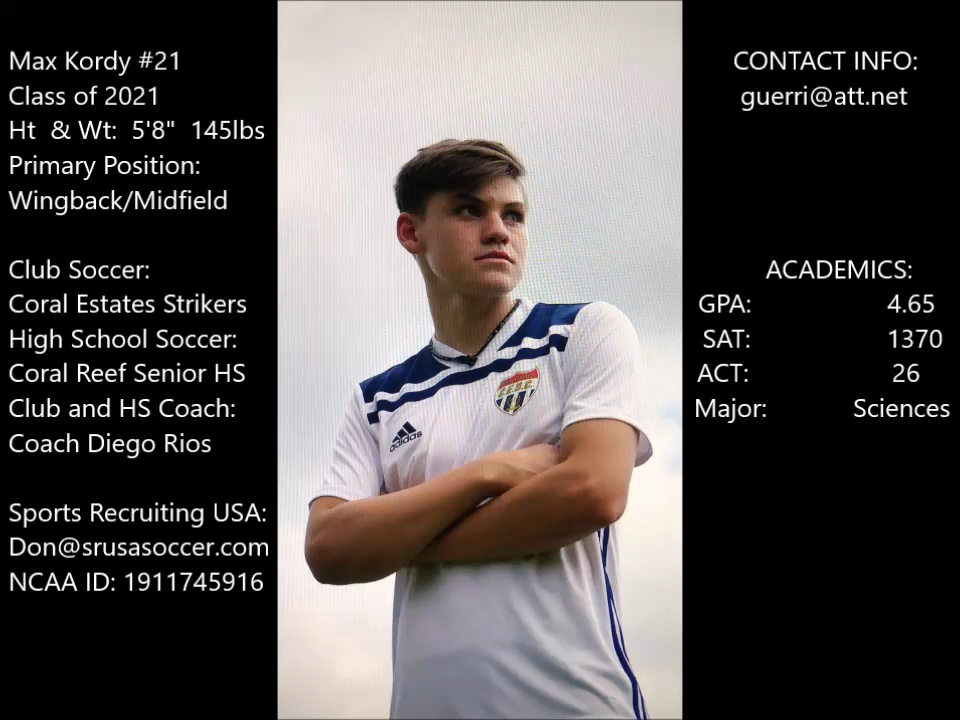 Max Kordy #21
Class of 2021
Ht & Wt: 5'8" 145lbs
Primary Position:
Wingback/Midfield
Club Soccer:
Coral Estates Strikers
High School Soccer:
Coral Reef Senior HS
Club and HS Coach:
Coach Diego Rios
Sports Recruiting USA:
Don@srusasoccer.com
NCAA ID: 1911745916
adidas
CONTACT INFO:
guerri@att.net
ACADEMICS:
GPA: 4.65
SAT: 1370
ACT: 26
Major: Sciences